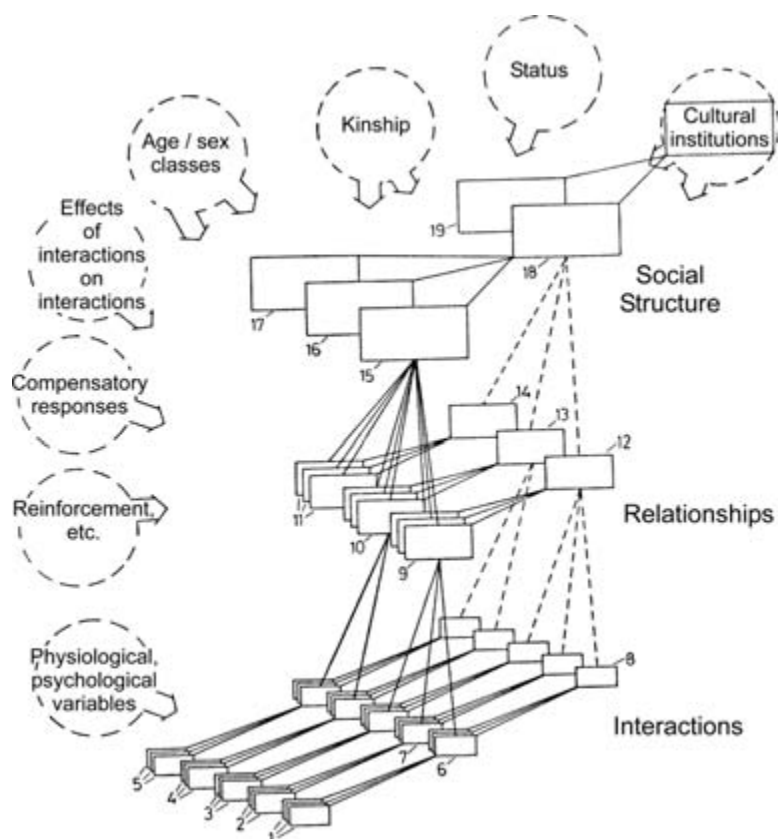 Status
Cultural
institutions
Kinship
Age / sex
classes
Effects
of
interactions
on
interactions
19
18
Social
Structure
17
16
15
Compensatory
responses
14
13
12
11
10
9
Reinforcement,
etc.
Relationships
Physiological,
psychological
variables
8
Interactions
7
6
5
4
3
2
1